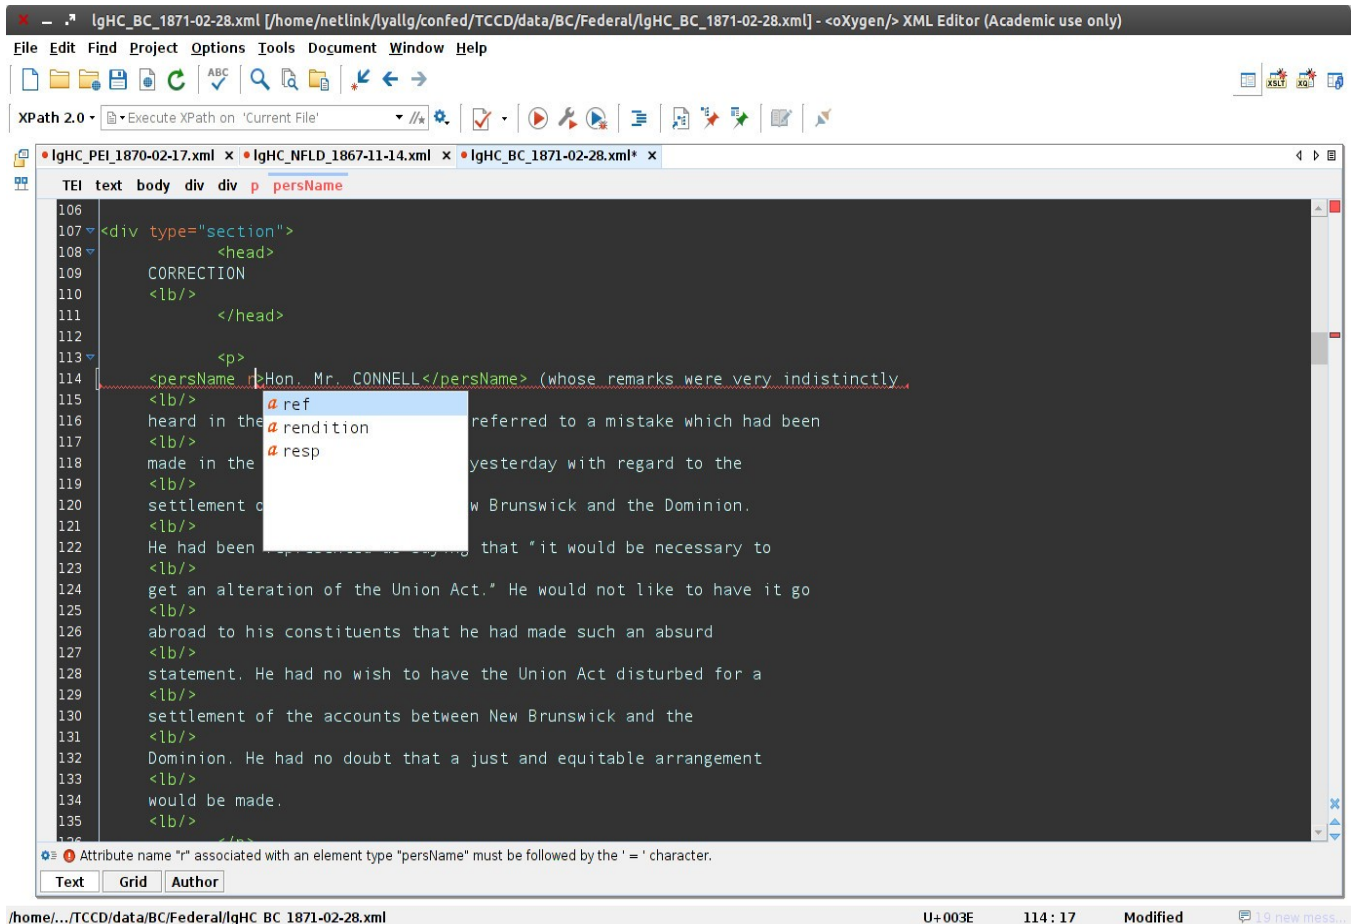 lgHC_BC_1871-02-28.xml [/home/netlink/lyallg/confed/TCCD/data/BC/Federal/lgHC_BC_1871-02-28.xml] - <oXygen/> XML Editor (Academic use only)
File Edit Find Project Options Tools Document Window Help
ABC
XSLT XQ
XPath 2.0 Execute XPath on 'Current File'
lgHC_PEI_1870-02-17.xml x lgHC_NFLD_1867-11-14.xml x lgHC_BC_1871-02-28.xml* x
TEI text body div div p persName
106
107 <div type="section">
108 <head>
109 CORRECTION
110 <lb/>
111 </head>
112
113 <p>
114 <persName r>Hon. Mr. CONNELL</persName> (whose remarks were very indistinctly
115 <lb/>
ref
116 heard in the referred to a mistake which had been
rendition
117 <lb/>
resp
118 made in the yesterday with regard to the
119 <lb/>
120 settlement w Brunswick and the Dominion.
121 <lb/>
122 He had been that "it would be necessary to
123 <lb/>
124 get an alteration of the Union Act." He would not like to have it go
125 <lb/>
126 abroad to his constituents that he had made such an absurd
127 <lb/>
128 statement. He had no wish to have the Union Act disturbed for a
129 <lb/>
130 settlement of the accounts between New Brunswick and the
131 <lb/>
132 Dominion. He had no doubt that a just and equitable arrangement
133 <lb/>
134 would be made.
135 <lb/>
Attribute name "r" associated with an element type "persName" must be followed by the ' = ' character.
Text Grid Author
/home/.../TCCD/data/BC/Federal/lgHC_BC_1871-02-28.xml U+003E 114 : 17 Modified 19 new mess...